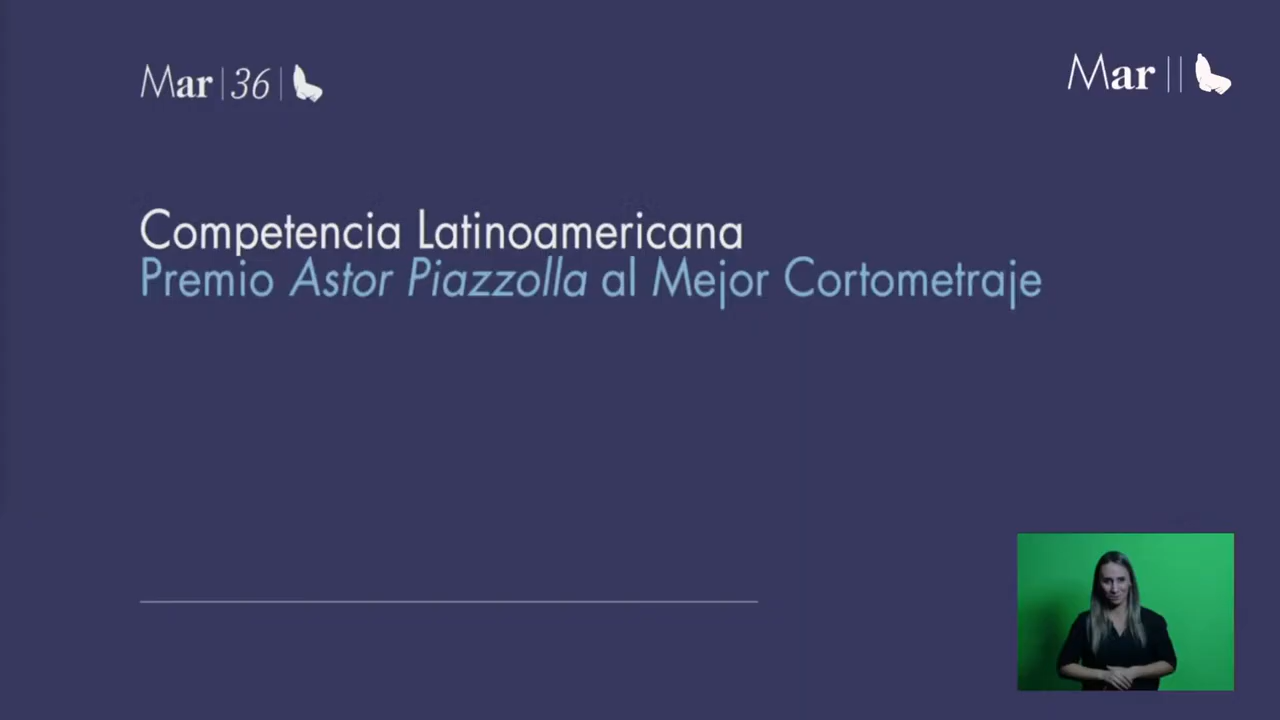 Mar | 36 |
Mar ||
Competencia Latinoamericana
Premio Astor Piazzolla al Mejor Cortometraje